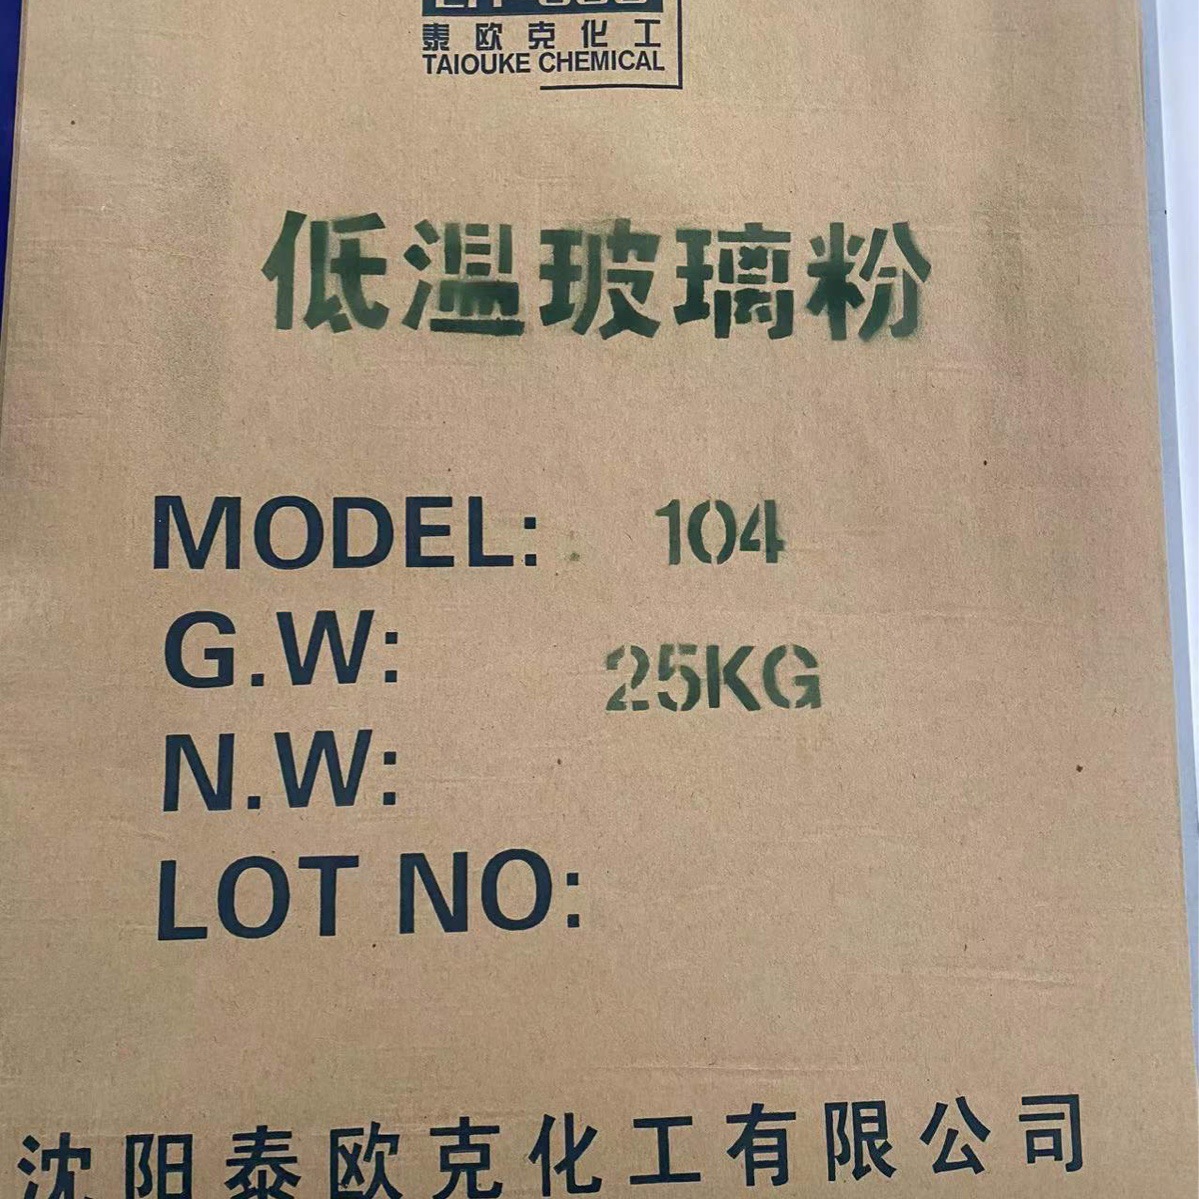 泰欧克化工
TAIOUKE CHEMICAL
低温玻璃粉
MODEL: 104
G.W:
25KG
N.W:
LOT NO:
沈阳泰欧克化工有限公司